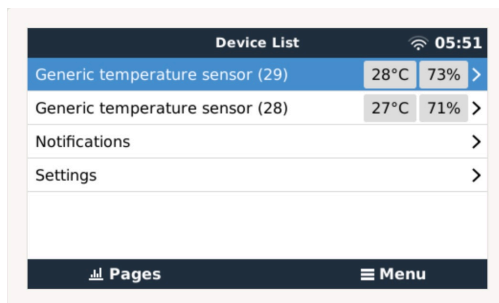 Device List 05:51
Generic temperature sensor (29) 28°C 73%
Generic temperature sensor (28) 27°C 71%
Notifications
Settings
Pages Menu